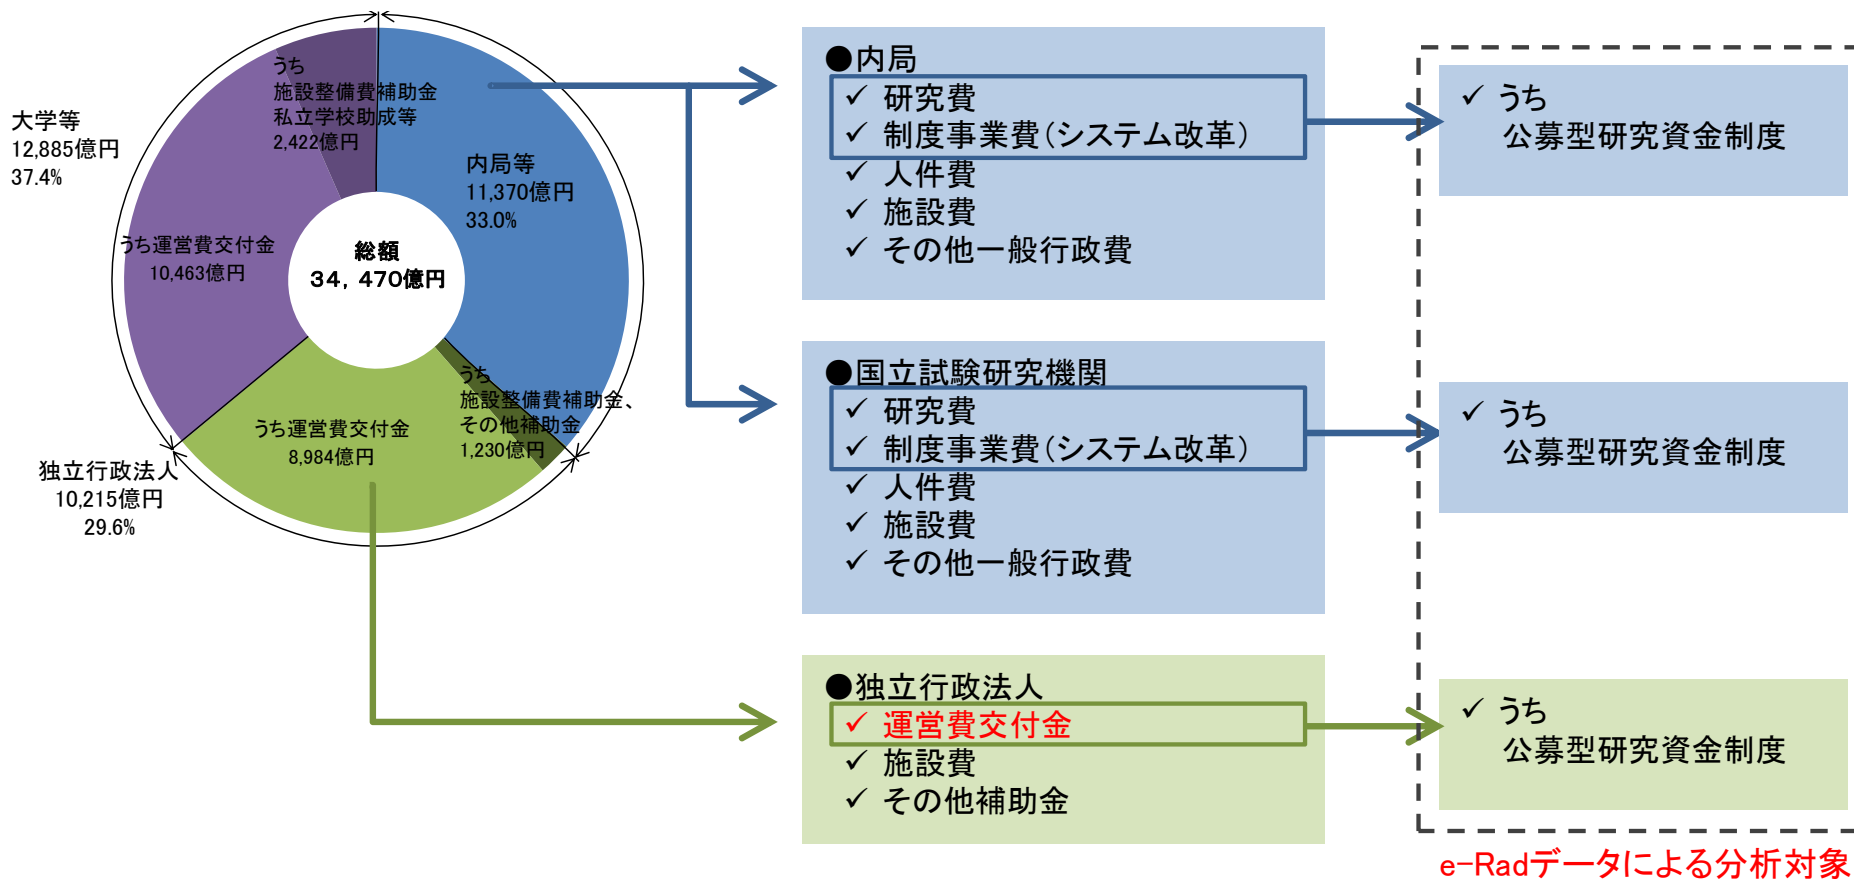 大学等
12,885億円
37.4%
うち
施設整備費補助金
私立学校助成等
2,422億円
内局等
11,370億円
33.0%
うち運営費交付金
10,463億円
総額
34，470億円
うち
施設整備費補助金、
その他補助金
1,230億円
うち運営費交付金
8,984億円
独立行政法人
10,215億円
29.6%
●内局
✓ 研究費
✓ 制度事業費（システム改革）
✓ 人件費
✓ 施設費
✓ その他一般行政費
●国立試験研究機関
✓ 研究費
✓ 制度事業費（システム改革）
✓ 人件費
✓ 施設費
✓ その他一般行政費
●独立行政法人
✓ 運営費交付金
✓ 施設費
✓ その他補助金
✓ うち
公募型研究資金制度
✓ うち
公募型研究資金制度
✓ うち
公募型研究資金制度
e-Radデータによる分析対象